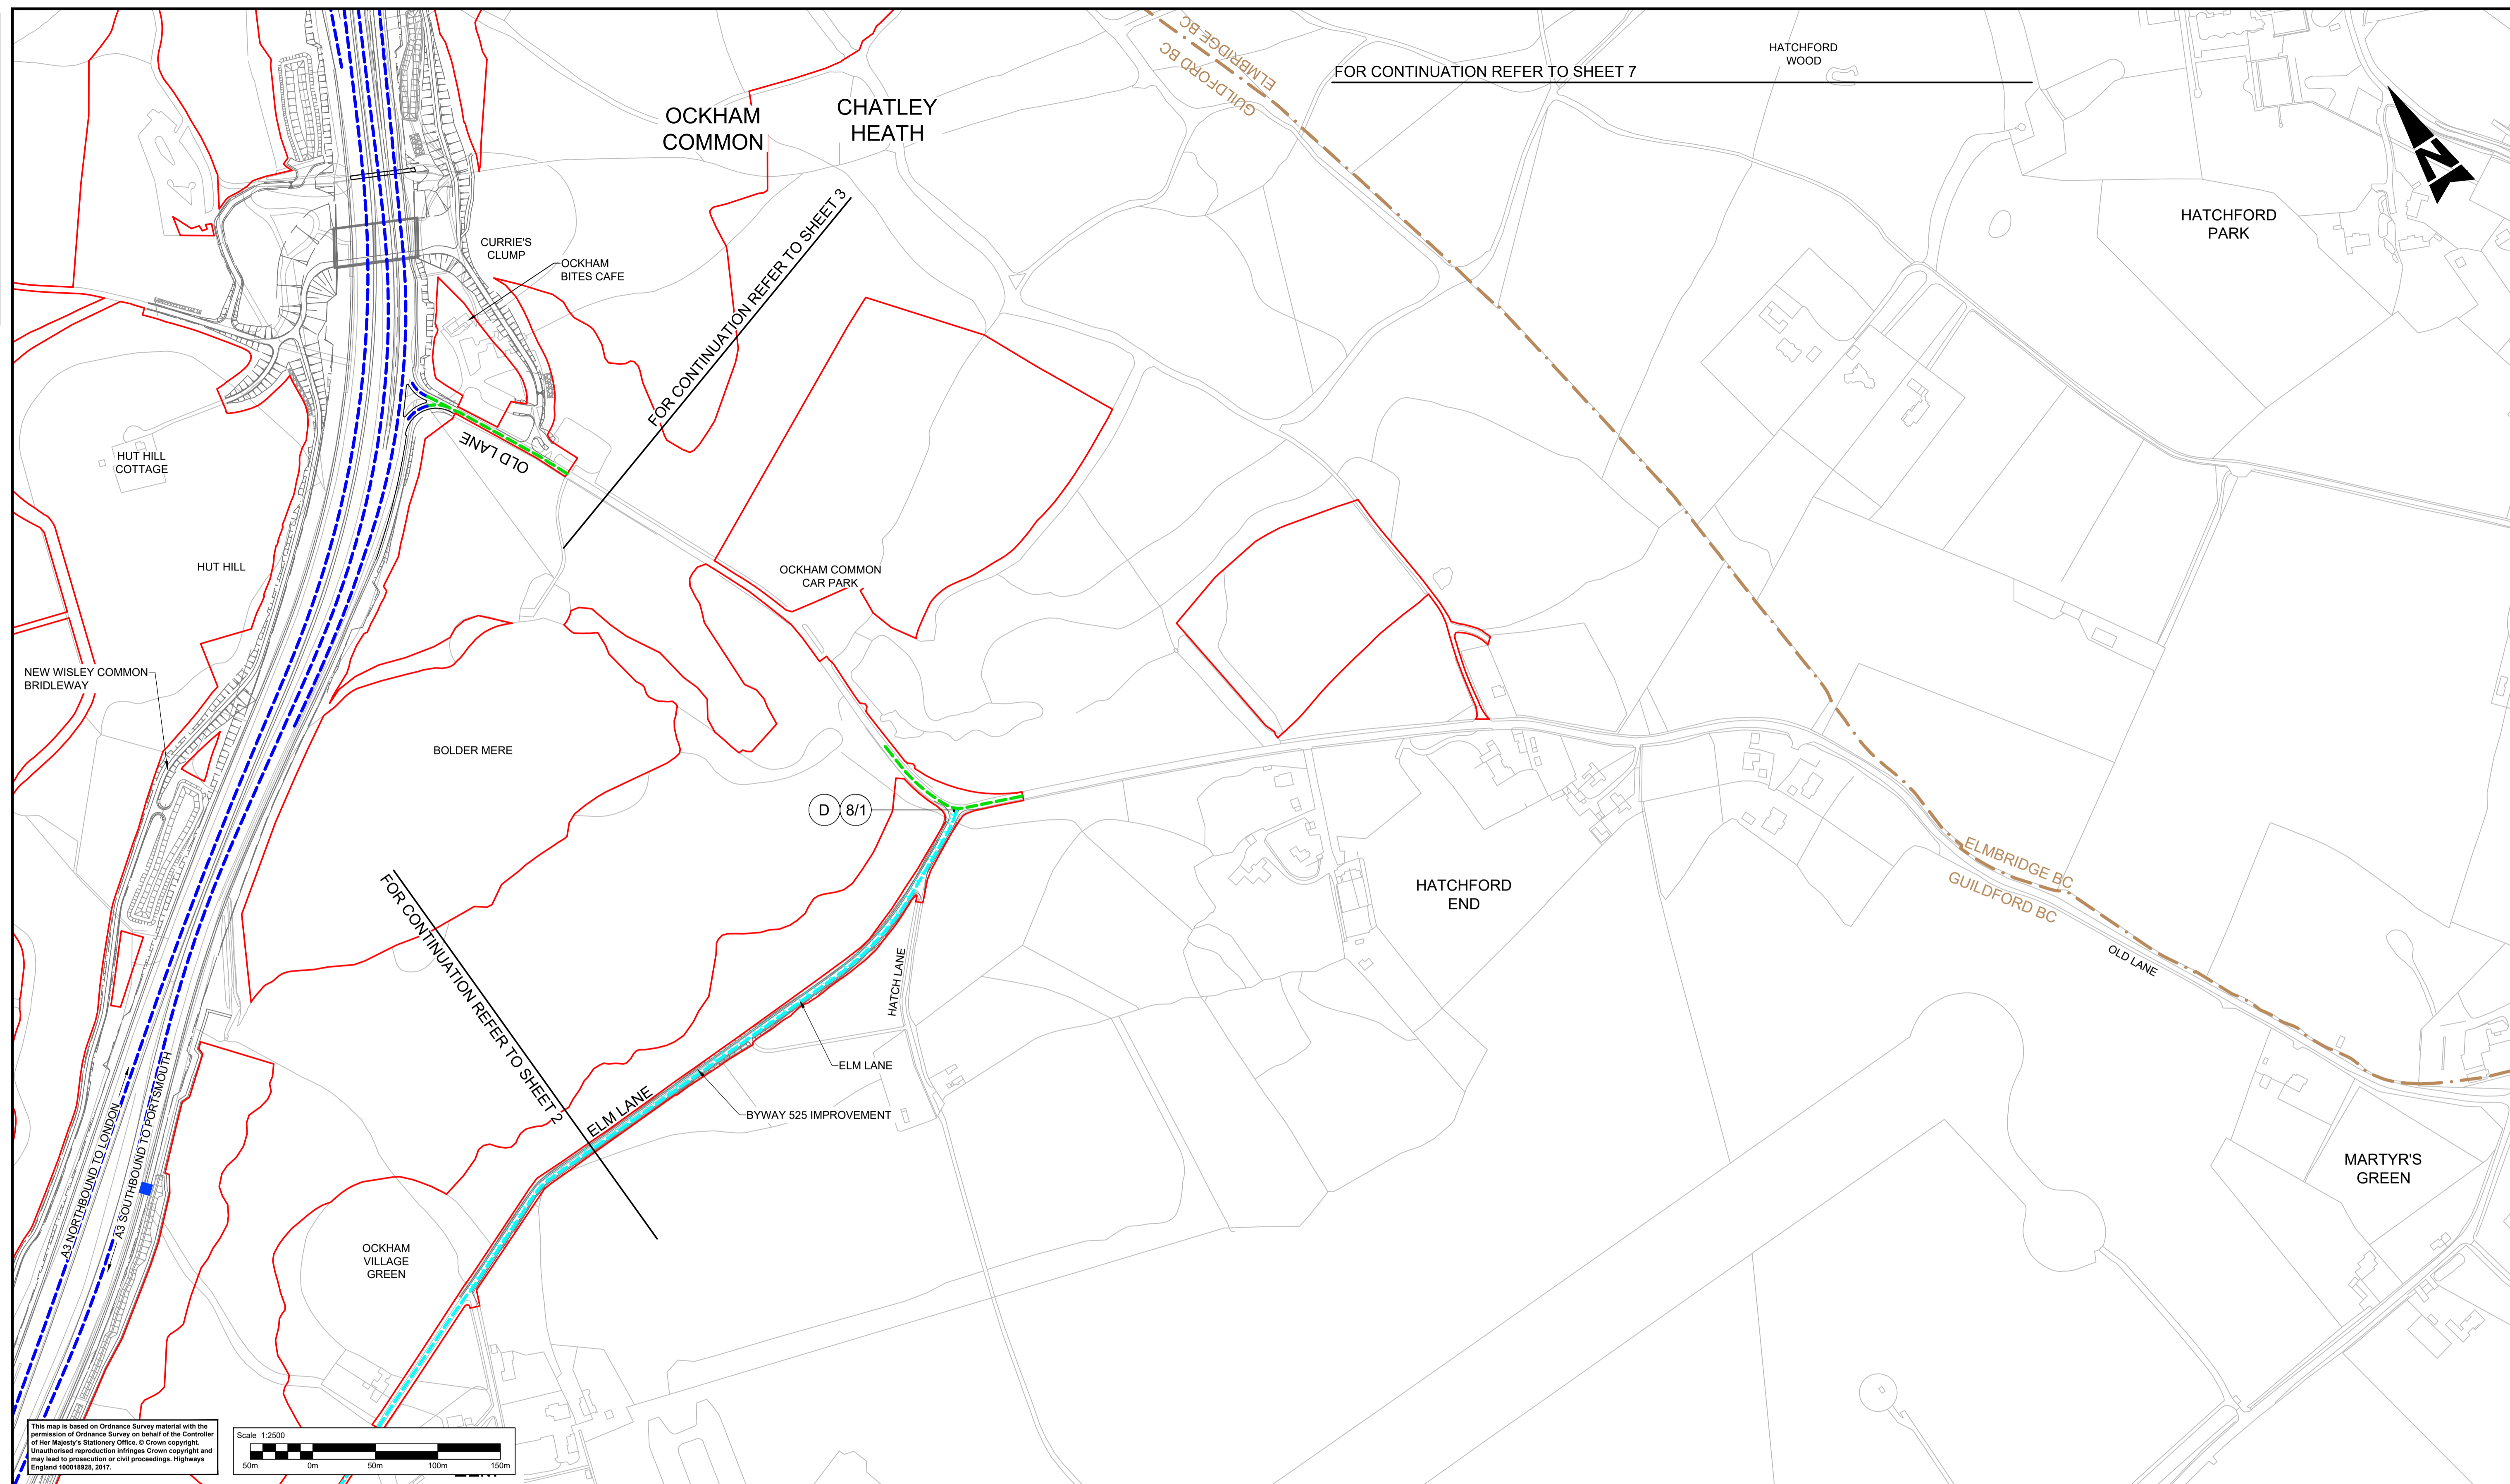 ELMBRIDGE BC
GUILDFORD BC
HATCHFORD
WOOD
FOR CONTINUATION REFER TO SHEET 7
OCKHAM
COMMON
CHATLEY
HEATH
N
HATCHFORD
PARK
CURRIE'S
CLUMP
OCKHAM
BITES CAFE
FOR CONTINUATION REFER TO SHEET 3
OLD LANE
HUT HILL
COTTAGE
HUT HILL
OCKHAM COMMON
CAR PARK
NEW WISLEY COMMON
BRIDLEWAY
BOLDER MERE
D 8/1
HATCHFORD
END
ELMBRIDGE BC
GUILDFORD BC
OLD LANE
FOR CONTINUATION REFER TO SHEET 2
HATCH LANE
ELM LANE
BYWAY 525 IMPROVEMENT
ELM LANE
A3 NORTHBOUND TO LONDON
A3 SOUTHBOUND TO PORTSMOUTH
MARTYR'S
GREEN
OCKHAM
VILLAGE
GREEN
This map is based on Ordnance Survey material with the
permission of Ordnance Survey on behalf of the Controller
of Her Majesty's Stationery Office. © Crown copyright.
Unauthorised reproduction infringes Crown copyright and
may lead to prosecution or civil proceedings. Highways
England 100018928, 2017.
Scale 1:2500
50m 0m 50m 100m 150m